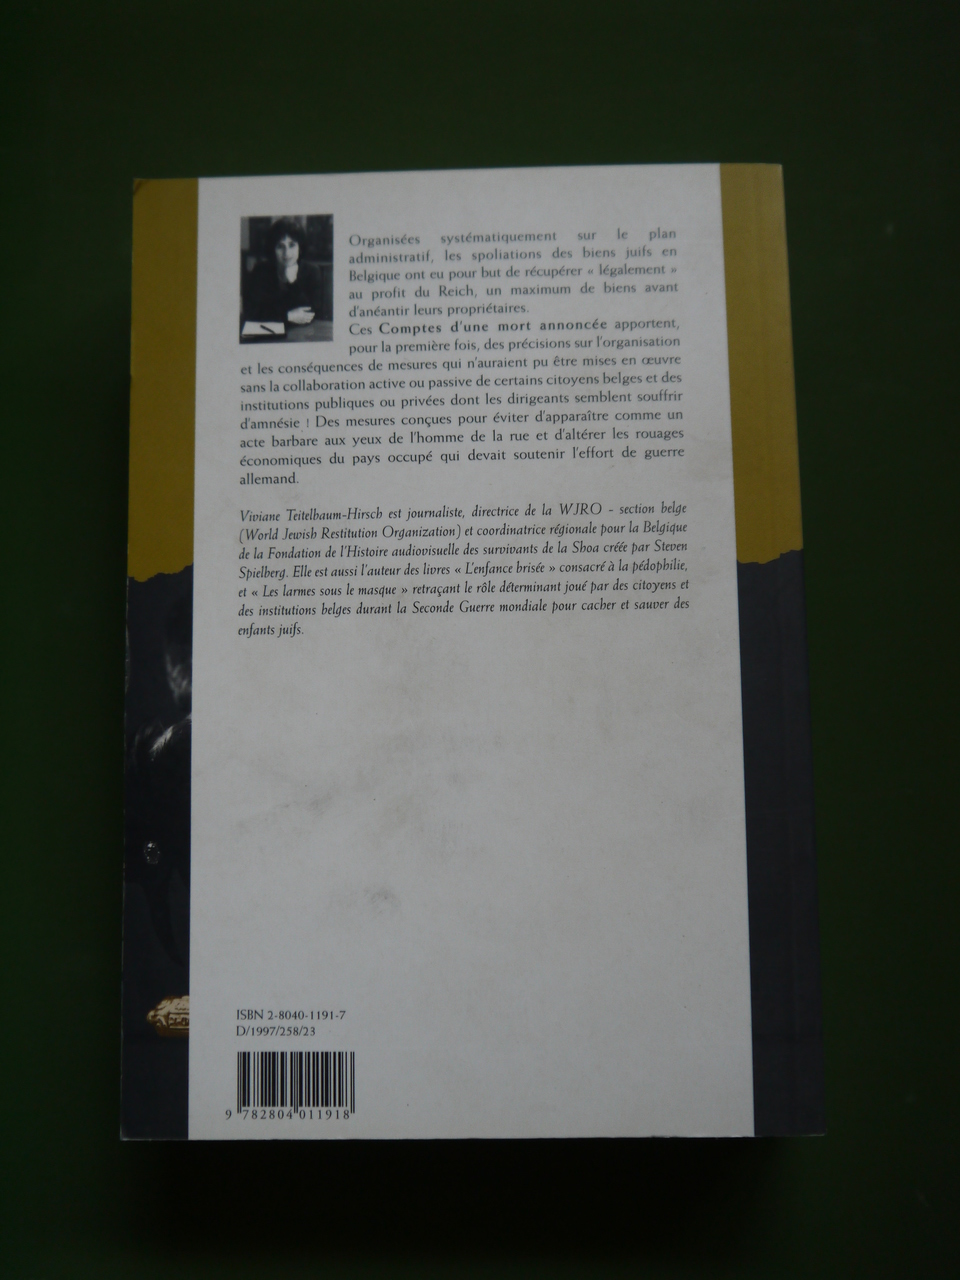 Organisées systématiquement sur le plan
administratif, les spoliations des biens juifs en
Belgique ont eu pour but de récupérer « légalement »
au profit du Reich, un maximum de biens avant
d'anéantir leurs propriétaires.
Ces Comptes d'une mort annoncée apportent,
pour la première fois, des précisions sur l'organisation
et les conséquences de mesures qui n'auraient pu être mises en œuvre
sans la collaboration active ou passive de certains citoyens belges et des
institutions publiques ou privées dont les dirigeants semblent souffrir
d'amnésie ! Des mesures conçues pour éviter d'apparaître comme un
acte barbare aux yeux de l'homme de la rue et d'altérer les rouages
économiques du pays occupé qui devait soutenir l'effort de guerre
allemand.
Viviane Teitelbaum-Hirsch est journaliste, directrice de la WJRO - section belge
(World Jewish Restitution Organization) et coordinatrice régionale pour la Belgique
de la Fondation de l'Histoire audiovisuelle des survivants de la Shoa créée par Steven
Spielberg. Elle est aussi l'auteur des livres « L'enfance brisée » consacré à la pédophilie,
et « Les larmes sous le masque » retraçant le rôle déterminant joué par des citoyens et
des institutions belges durant la Seconde Guerre mondiale pour cacher et sauver des
enfants juifs.
ISBN 2-8040-1191-7
D/1997/258/23
9 782804 011918